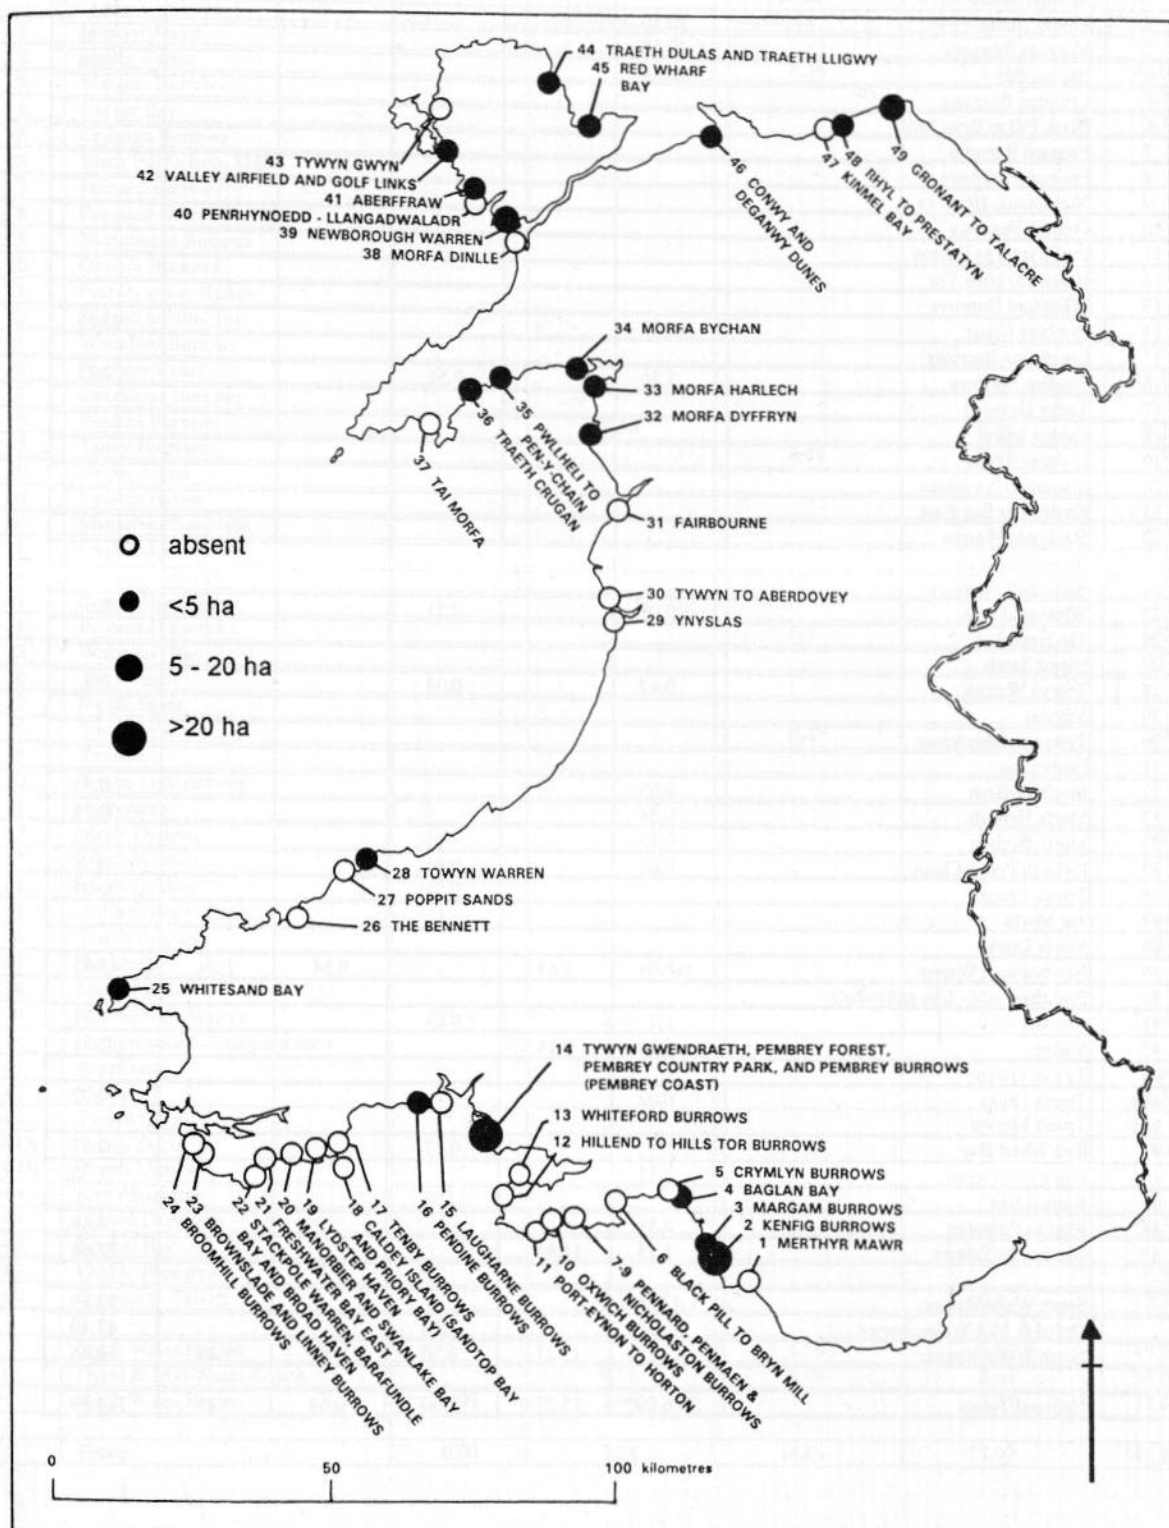 44 TRAETH DULAS AND TRAETH LLIGWY
45 RED WHARF
BAY
43 TYWYN GWYN
42 VALLEY AIRFIELD AND GOLF LINKS
41 ABERFFRAW
40 PENRHYNOEDD - LLANGADWALADR
39 NEWBOROUGH WARREN
38 MORFA DINLLE
46 CONWY AND
DEGANWY DUNES
47 KINMEL BAY
48 RHYL TO PRESTATYN
49 GRONANT TO TALACRE
34 MORFA BYCHAN
33 MORFA HARLECH
32 MORFA DYFFRYN
35 PWLLHELI TO
PEN-Y-CHAIN
36 TRAETH CRUGAN
37 TAI MORFA
31 FAIRBOURNE
30 TYWYN TO ABERDOVEY
29 YNYSLAS
absent
<5 ha
5 - 20 ha
>20 ha
28 TOWYN WARREN
27 POPPIT SANDS
26 THE BENNETT
25 WHITESAND BAY
14 TYWYN GWENDRAETH, PEMBREY FOREST,
PEMBREY COUNTRY PARK, AND PEMBREY BURROWS
(PEMBREY COAST)
13 WHITEFORD BURROWS
12 HILLEND TO HILLS TOR BURROWS
5 CRYMLYN BURROWS
4 BAGLAN BAY
3 MARGAM BURROWS
2 KENFIG BURROWS
1 MERTHYR MAWR
6 BLACK PILL TO BRYN MILL
7-9 PENNARD, PENMAEN &
NICHOLASTON BURROWS
10 OXWICH BURROWS
11 PORT-EYNON TO HORTON
15 LAUGHARNE BURROWS
16 PENDINE BURROWS
17 TENBY BURROWS
18 CALDEY ISLAND (SANDTOP BAY
AND PRIORY BAY)
19 LYDSTEP HAVEN
20 MANORBIER AND SWANLAKE BAY
21 FRESHWATER BAY EAST
22 STACKPOLE WARREN, BARAFUNDLE
BAY AND BROAD HAVEN
23 BROWNSLADE AND LINNEY BURROWS
24 BROOMHILL BURROWS
0 50 100 kilometres